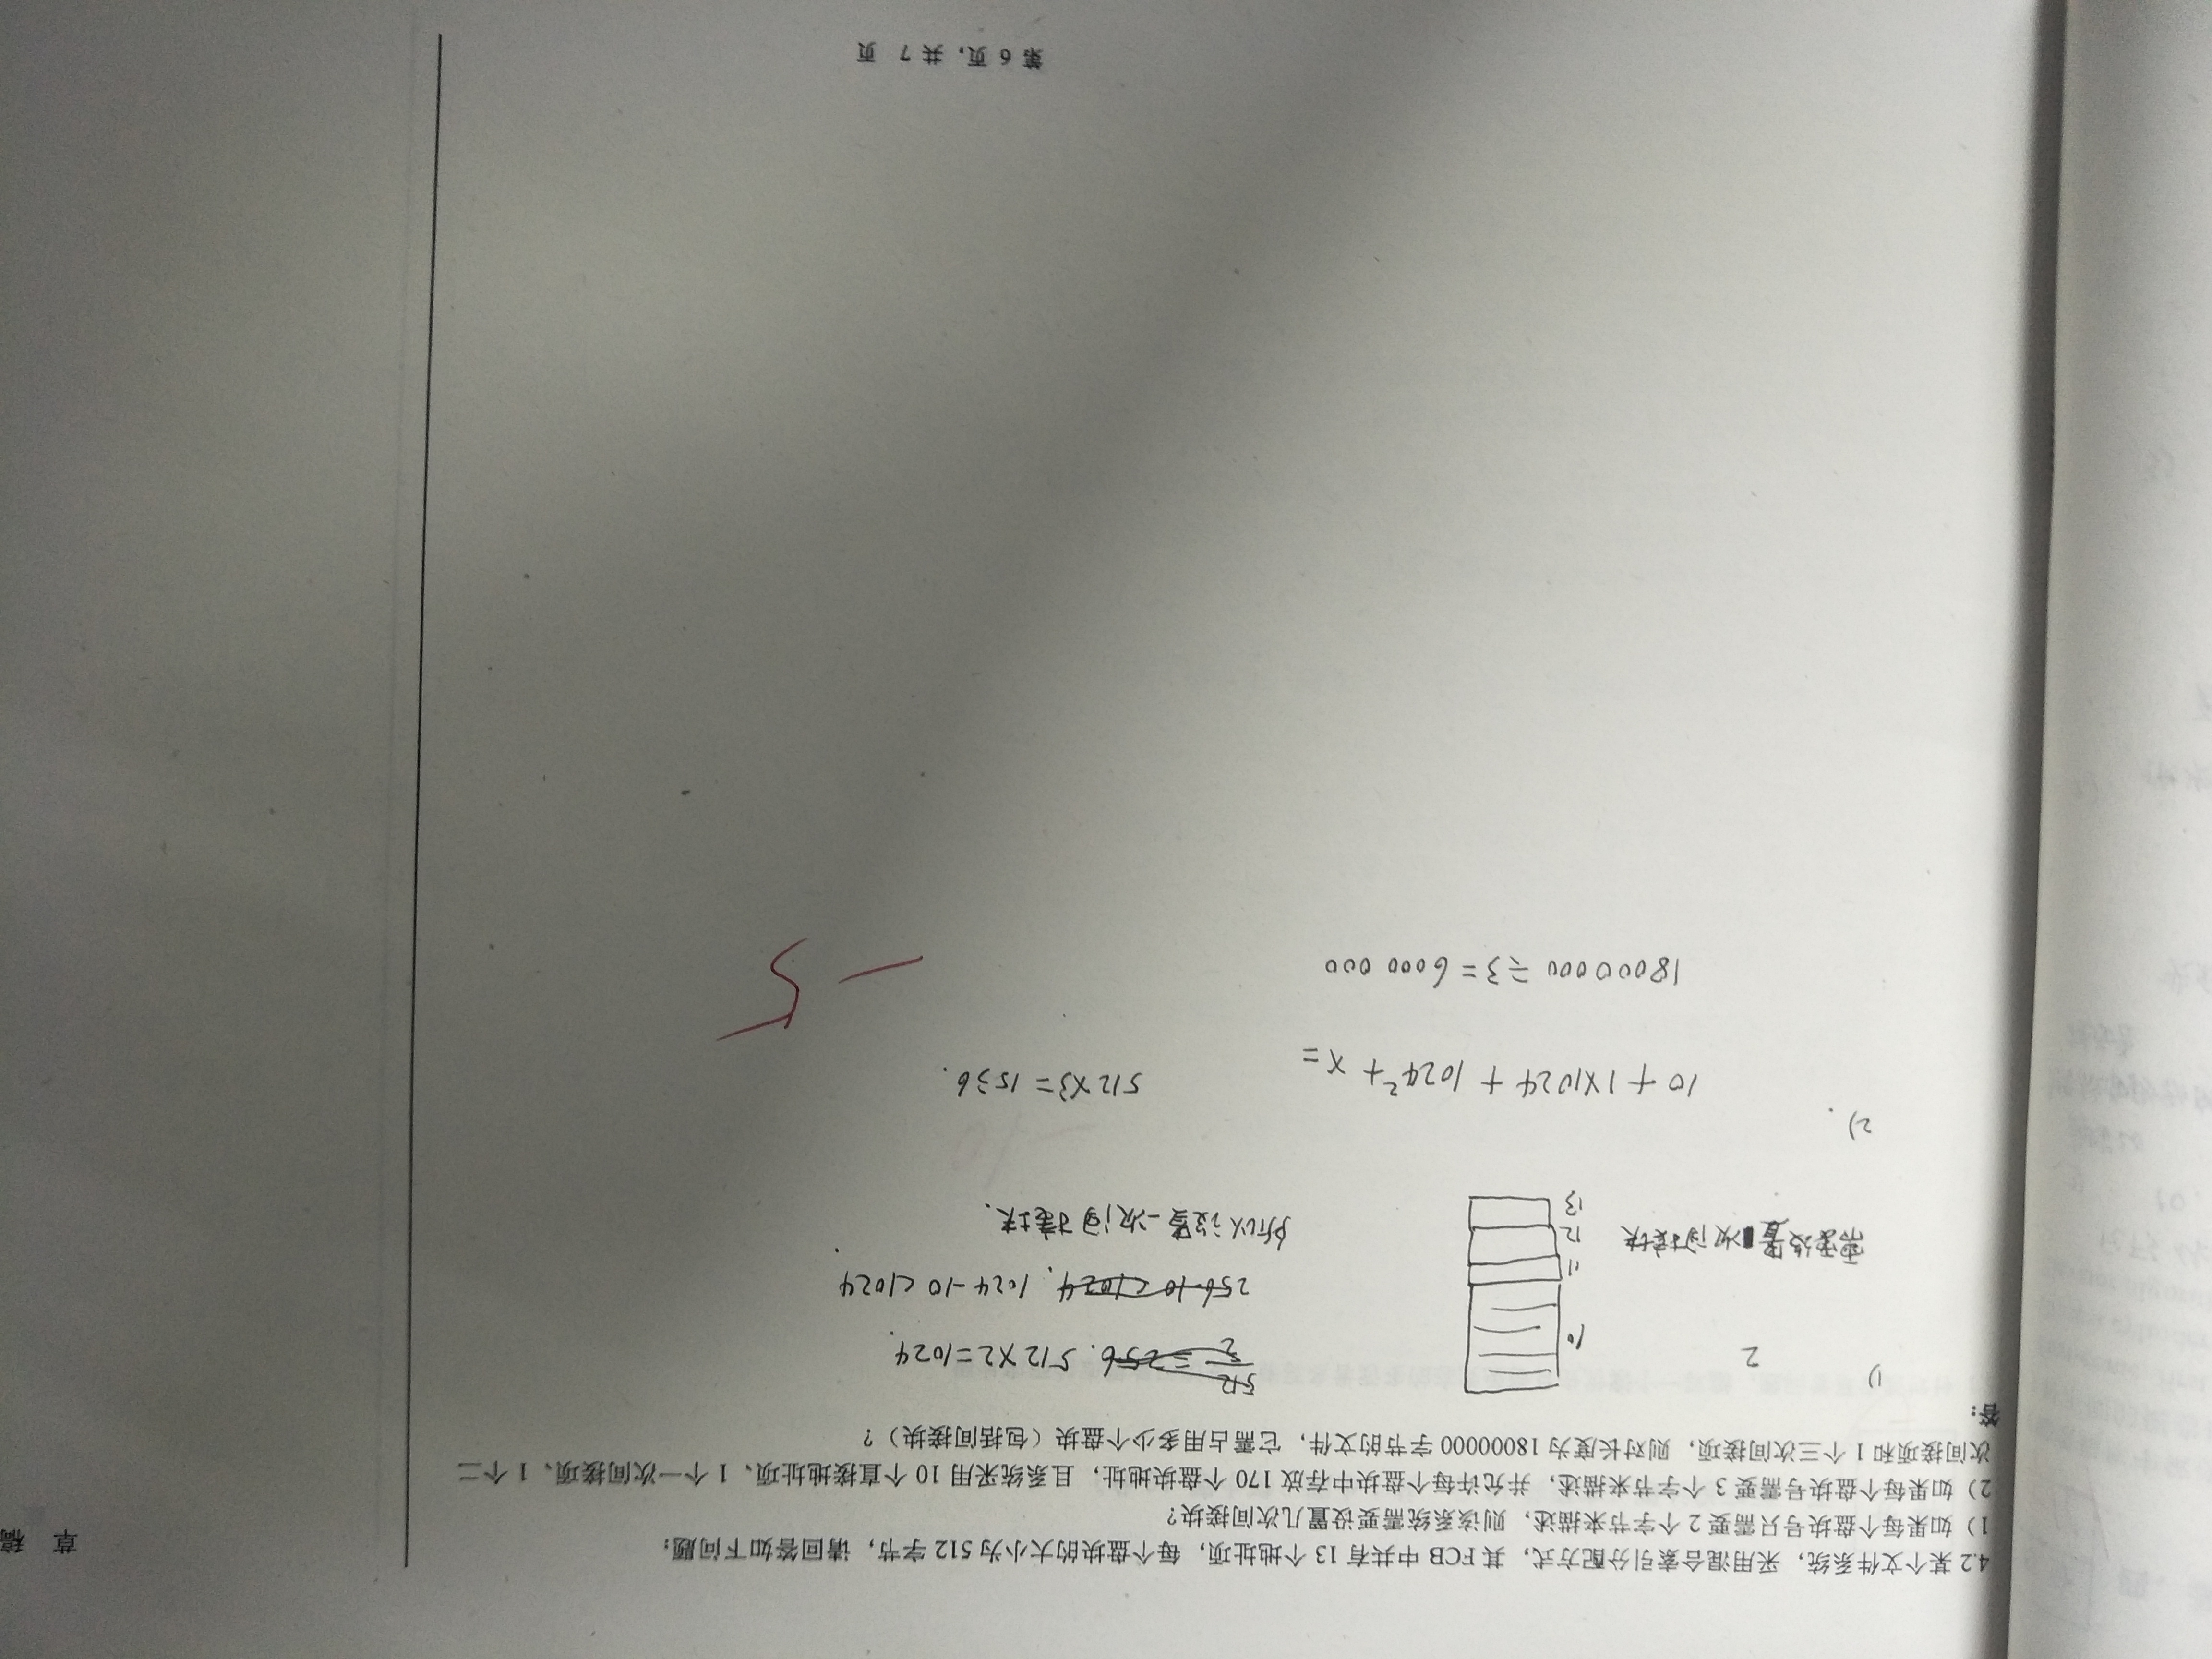 草 稿
4.2 某个文件系统，采用混合索引分配方式，其 FCB 中共有 13 个地址项，每个盘块的大小为 512 字节，请回答如下问题：
1）如果每个盘块号只需要 2 个字节来描述，则该系统需要设置几次间接块？
2）如果每个盘块号需要 3 个字节来描述，并允许每个盘块中存放 170 个盘块地址，且系统采用 10 个直接地址项、1 个一次间接项、1 个二
次间接项和 1 个三次间接项，则对长度为 18000000 字节的文件，它需占用多少个盘块（包括间接块）？
答：
1)
2
10
11
12
13
需要设置1次间接块
512/2 = 256. 512×2=1024.
256-10<1024. 1024-10<1024.
所以设置一次间接块.
2).
10+1×1024+1024²+x=
512×3=1536.
18000000÷3=6000000
—5
第 6 页，共 7 页